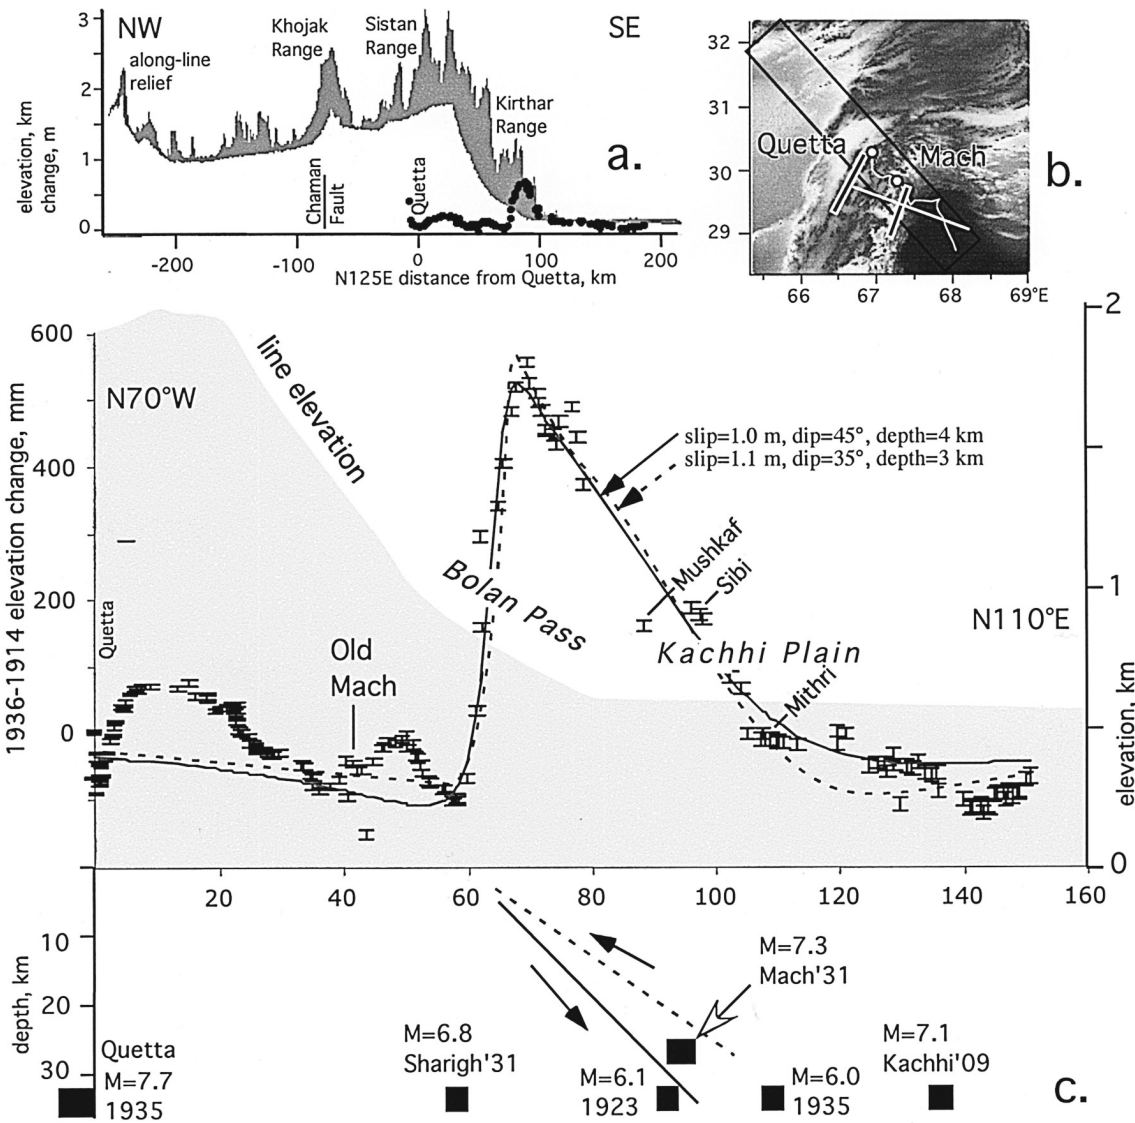 NW
SE
3
2
1
0
elevation, km
change, m
along-line
relief
Khojak
Range
Sistan
Range
Kirthar
Range
Chaman
Fault
Quetta
a.
-200
-100
0
100
200
N125E distance from Quetta, km
32
31
30
29
Quetta
Mach
b.
66
67
68
69°E
600
400
200
0
1936-1914 elevation change, mm
N70°W
line elevation
slip=1.0 m, dip=45°, depth=4 km
slip=1.1 m, dip=35°, depth=3 km
Quetta
Old
Mach
Bolan Pass
Mushkaf
Sibi
Kachhi Plain
Mithri
N110°E
2
1
0
elevation, km
20
40
60
80
100
120
140
160
10
20
30
depth, km
M=7.3
Mach'31
Quetta
M=7.7
1935
M=6.8
Sharigh'31
M=6.1
1923
M=6.0
1935
M=7.1
Kachhi'09
c.